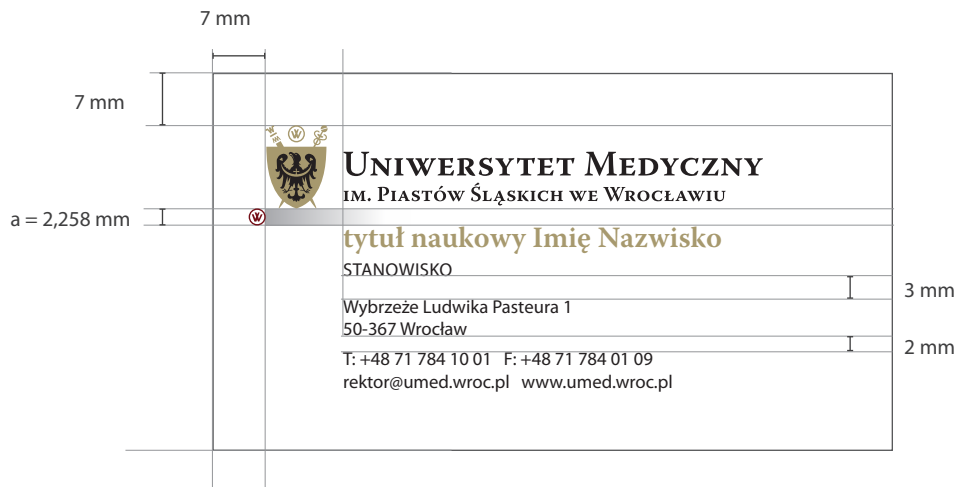 7 mm
7 mm
UNIWERSYTET MEDYCZNY
IM. PIASTÓW ŚLĄSKICH WE WROCŁAWIU
a = 2,258 mm
tytuł naukowy Imię Nazwisko
STANOWISKO
3 mm
Wybrzeże Ludwika Pasteura 1
50-367 Wrocław
2 mm
T: +48 71 784 10 01 F: +48 71 784 01 09
rektor@umed.wroc.pl www.umed.wroc.pl